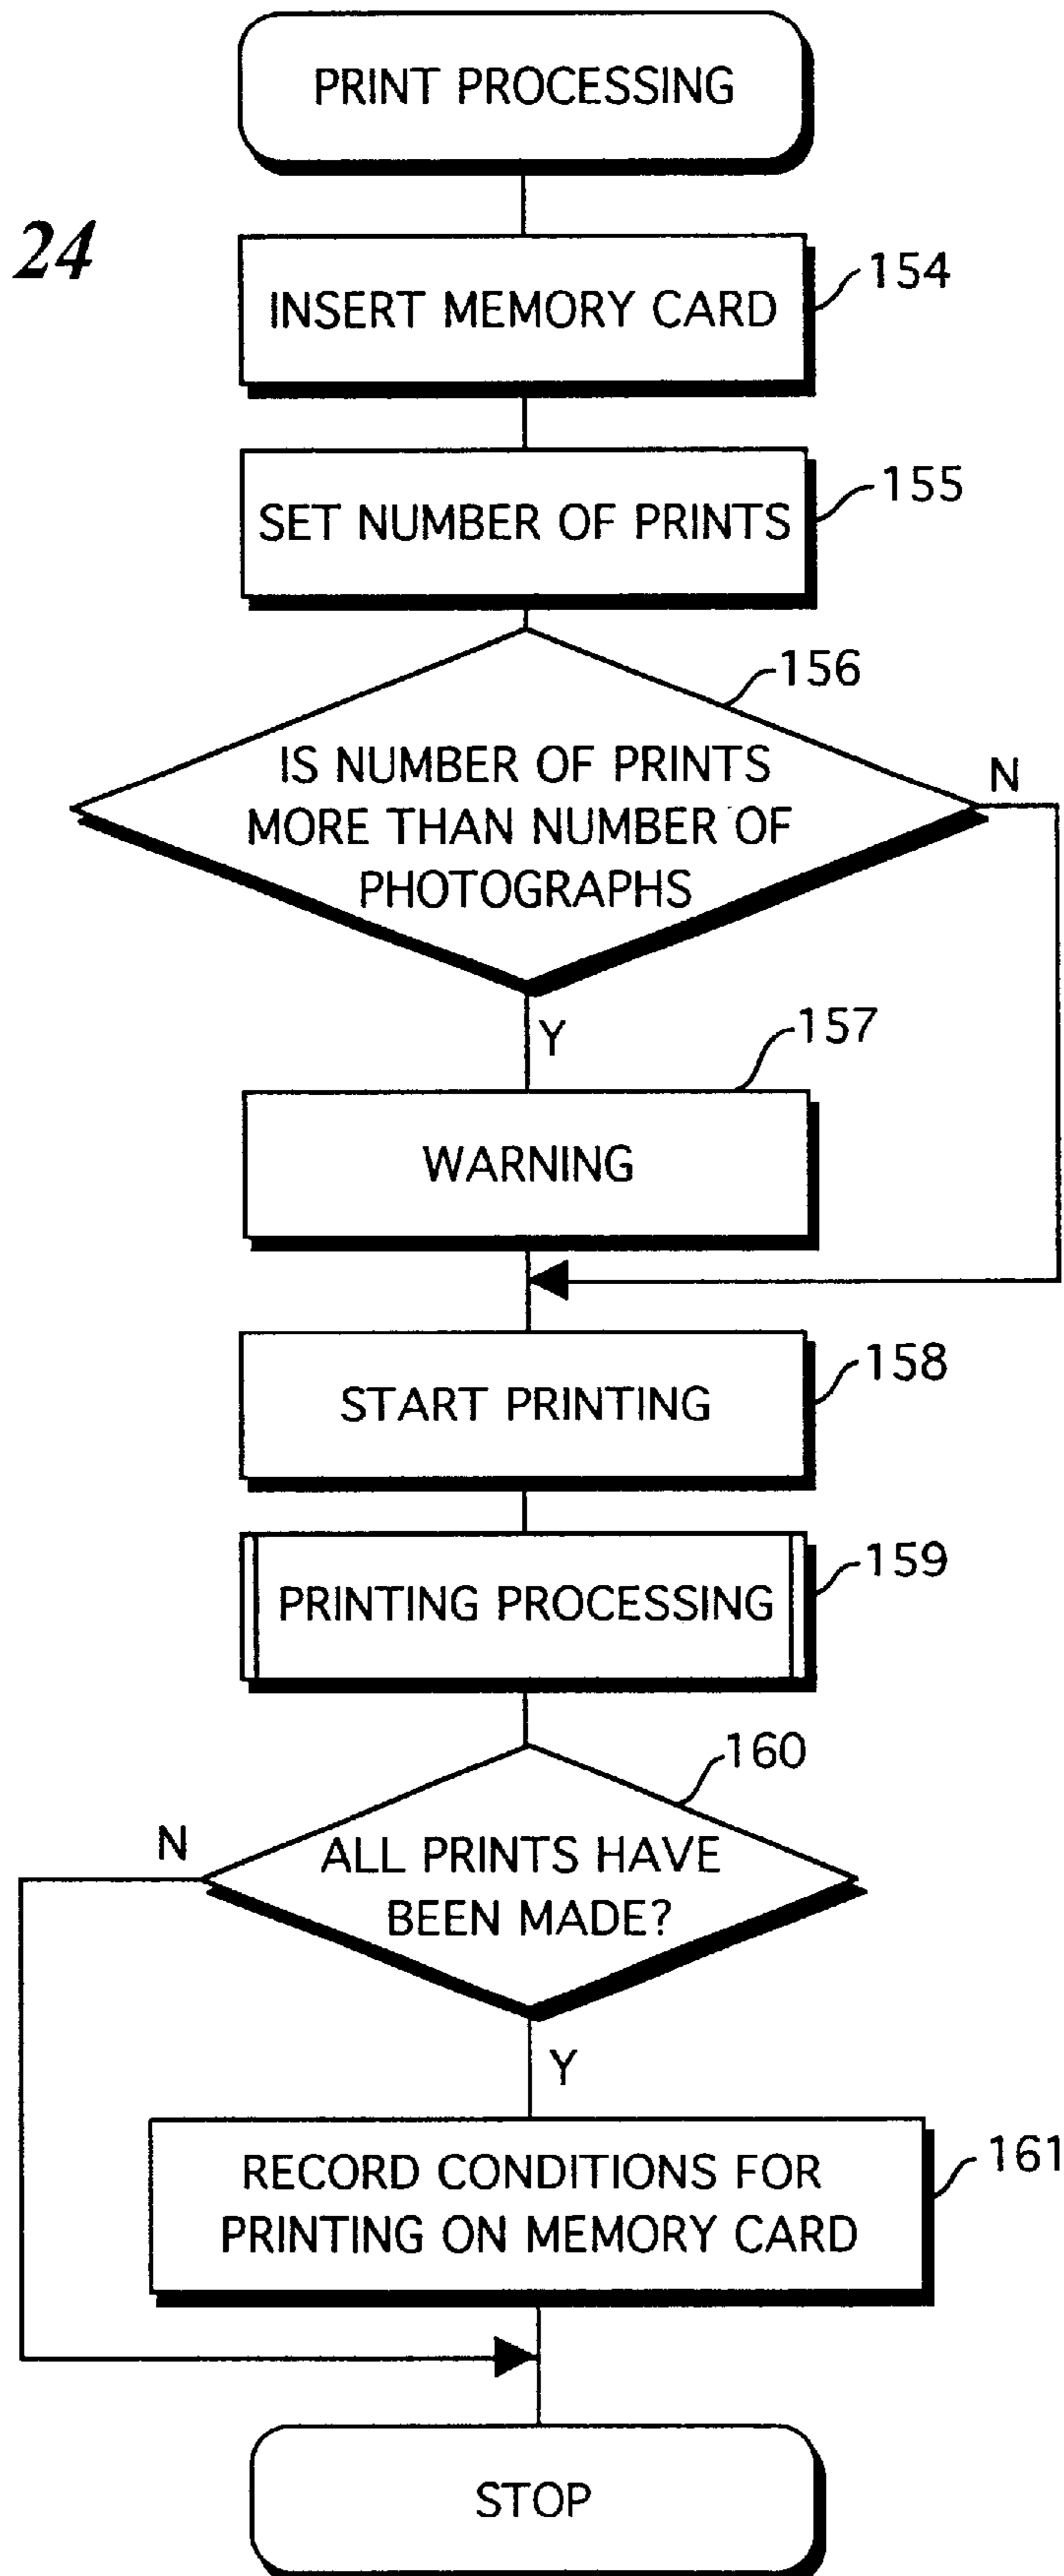 PRINT PROCESSING
24
INSERT MEMORY CARD
154
SET NUMBER OF PRINTS
155
156
IS NUMBER OF PRINTS
MORE THAN NUMBER OF
PHOTOGRAPHS
N
Y
157
WARNING
START PRINTING
158
PRINTING PROCESSING
159
160
N
ALL PRINTS HAVE
BEEN MADE?
Y
RECORD CONDITIONS FOR
PRINTING ON MEMORY CARD
161
STOP